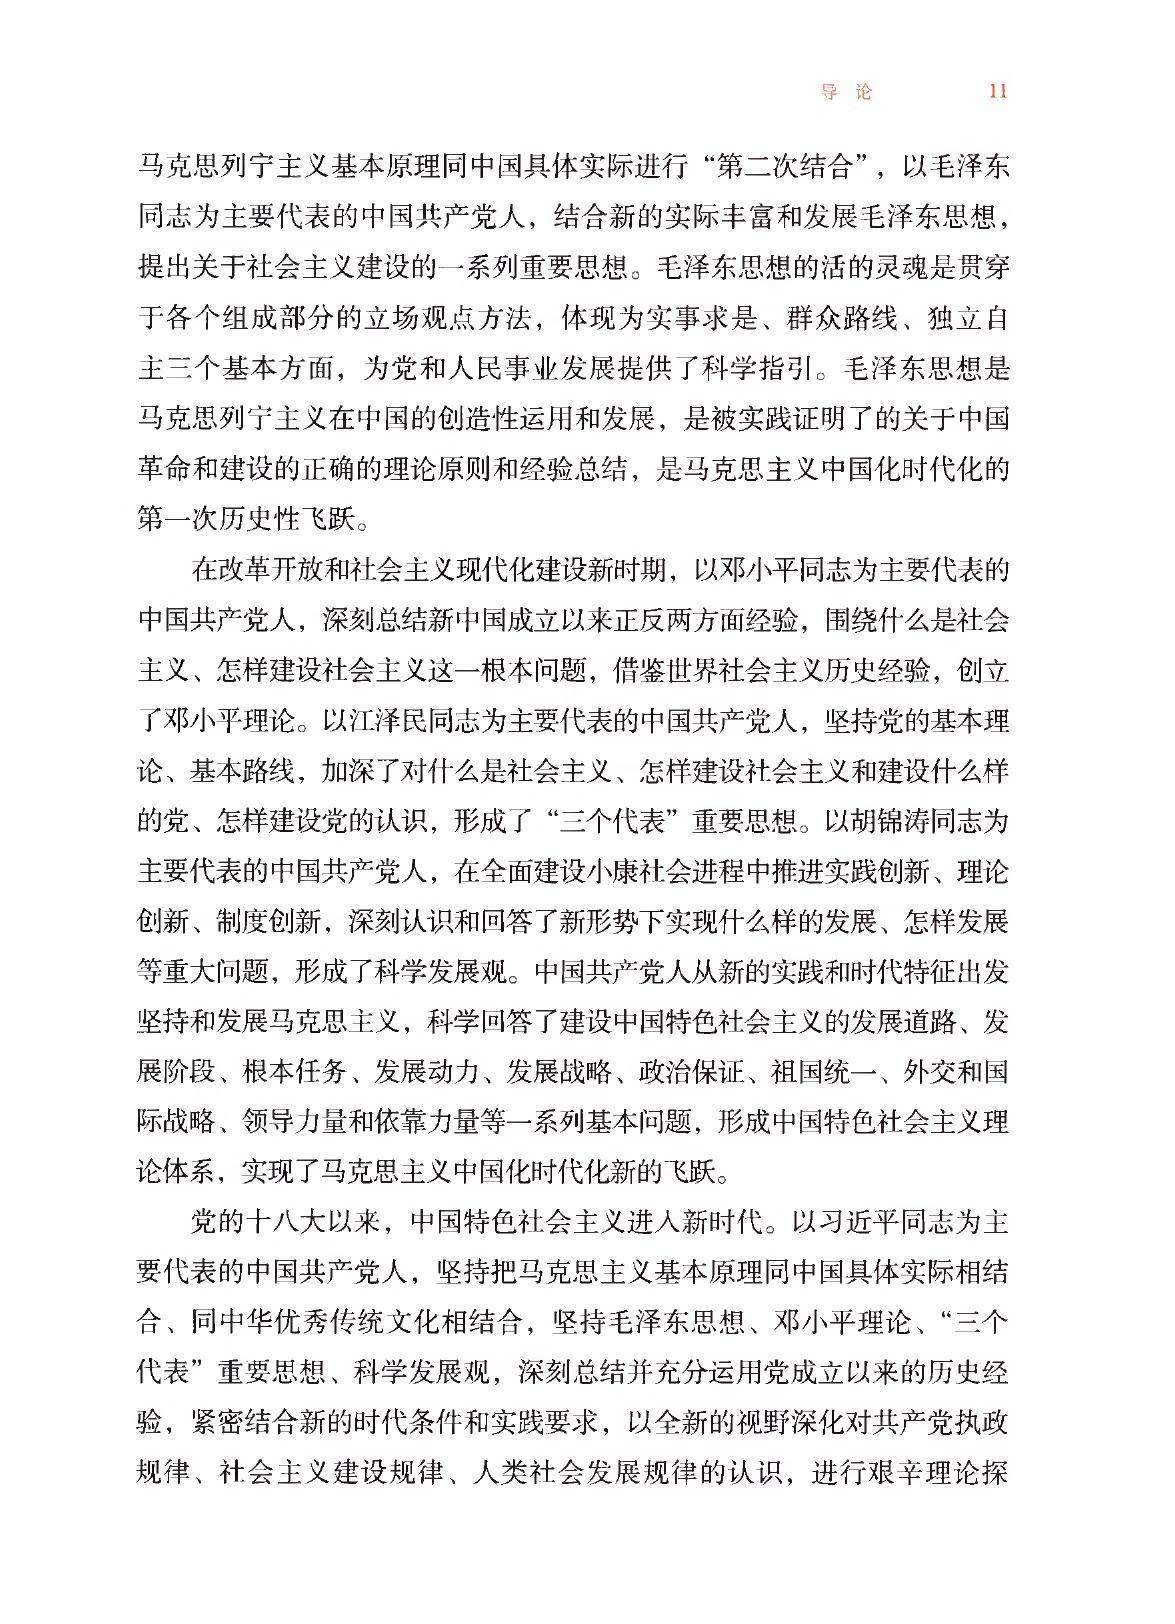 导 论 11
马克思列宁主义基本原理同中国具体实际进行“第二次结合”，以毛泽东
同志为主要代表的中国共产党人，结合新的实际丰富和发展毛泽东思想，
提出关于社会主义建设的一系列重要思想。毛泽东思想的活的灵魂是贯穿
于各个组成部分的立场观点方法，体现为实事求是、群众路线、独立自
主三个基本方面，为党和人民事业发展提供了科学指引。毛泽东思想是
马克思列宁主义在中国的创造性运用和发展，是被实践证明了的关于中国
革命和建设的正确的理论原则和经验总结，是马克思主义中国化时代化的
第一次历史性飞跃。
在改革开放和社会主义现代化建设新时期，以邓小平同志为主要代表的
中国共产党人，深刻总结新中国成立以来正反两方面经验，围绕什么是社会
主义、怎样建设社会主义这一根本问题，借鉴世界社会主义历史经验，创立
了邓小平理论。以江泽民同志为主要代表的中国共产党人，坚持党的基本理
论、基本路线，加深了对什么是社会主义、怎样建设社会主义和建设什么样
的党、怎样建设党的认识，形成了“三个代表”重要思想。以胡锦涛同志为
主要代表的中国共产党人，在全面建设小康社会进程中推进实践创新、理论
创新、制度创新，深刻认识和回答了新形势下实现什么样的发展、怎样发展
等重大问题，形成了科学发展观。中国共产党人从新的实践和时代特征出发
坚持和发展马克思主义，科学回答了建设中国特色社会主义的发展道路、发
展阶段、根本任务、发展动力、发展战略、政治保证、祖国统一、外交和国
际战略、领导力量和依靠力量等一系列基本问题，形成中国特色社会主义理
论体系，实现了马克思主义中国化时代化新的飞跃。
党的十八大以来，中国特色社会主义进入新时代。以习近平同志为主
要代表的中国共产党人，坚持把马克思主义基本原理同中国具体实际相结
合、同中华优秀传统文化相结合，坚持毛泽东思想、邓小平理论、“三个
代表”重要思想、科学发展观，深刻总结并充分运用党成立以来的历史经
验，紧密结合新的时代条件和实践要求，以全新的视野深化对共产党执政
规律、社会主义建设规律、人类社会发展规律的认识，进行艰辛理论探